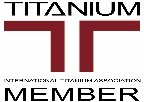 TITANIUM
INTERNATIONAL TITANIUM ASSOCIATION
MEMBER